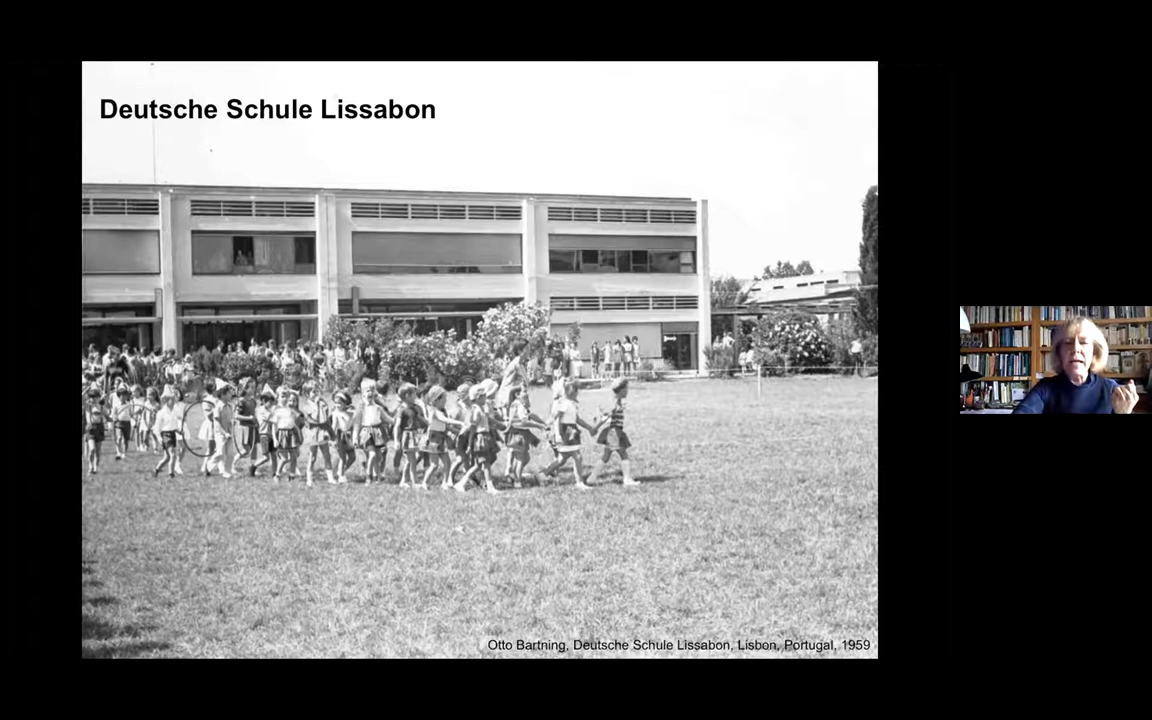 Deutsche Schule Lissabon
Otto Bartning, Deutsche Schule Lissabon, Lisbon, Portugal, 1959